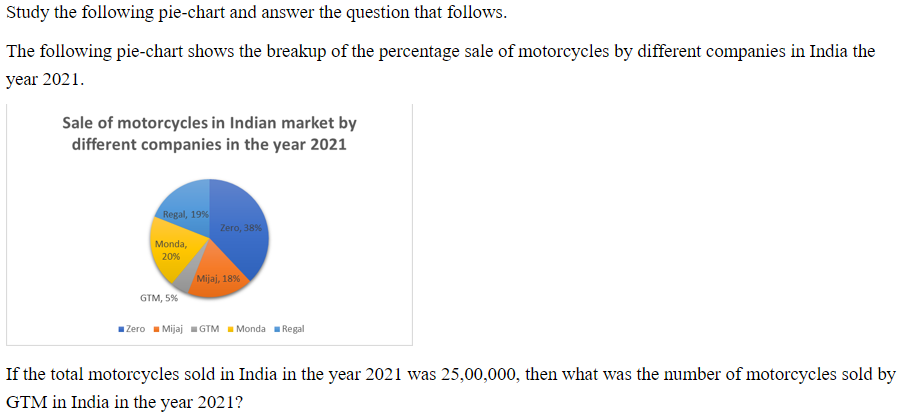 Study the following pie-chart and answer the question that follows.
The following pie-chart shows the breakup of the percentage sale of motorcycles by different companies in India the
year 2021.
Sale of motorcycles in Indian market by
different companies in the year 2021
Regal, 19%
Zero, 38%
Monda,
20%
Mijaj, 18%
GTM, 5%
Zero Mijaj GTM Monda Regal
If the total motorcycles sold in India in the year 2021 was 25,00,000, then what was the number of motorcycles sold by
GTM in India in the year 2021?